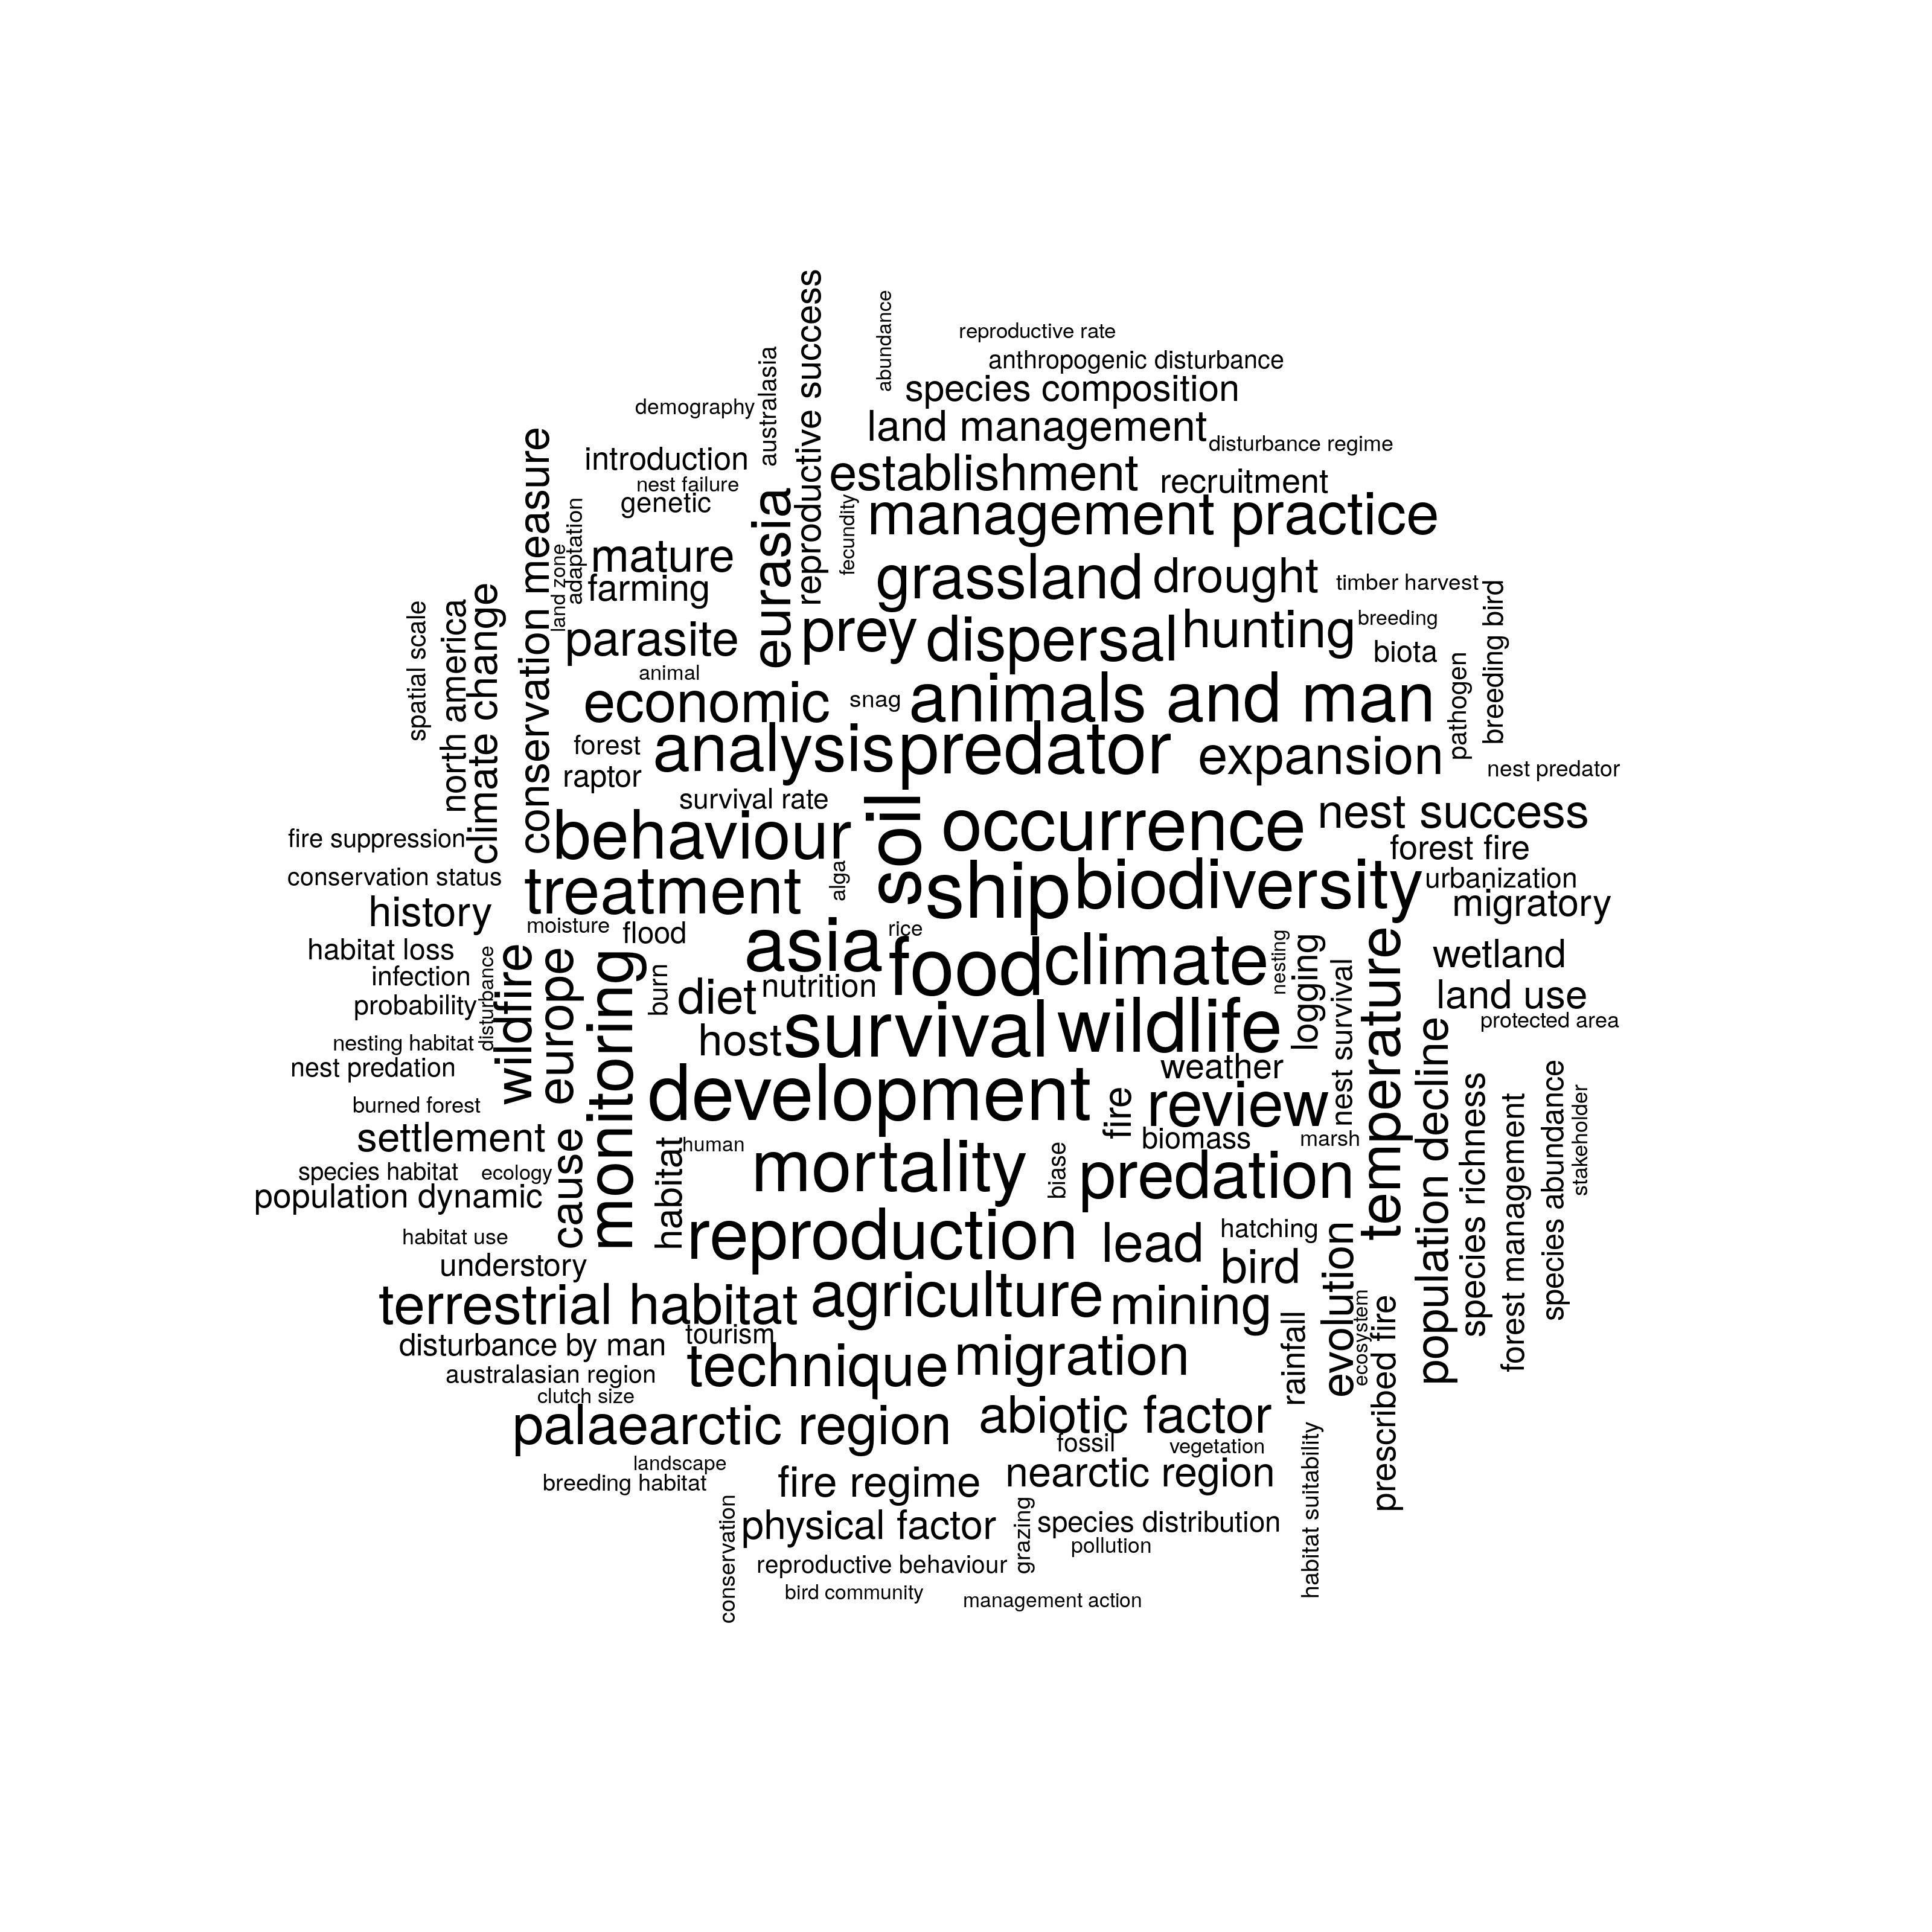 reproductive success
abundance
reproductive rate
australasia
anthropogenic disturbance
species composition
demography
land management
disturbance regime
conservation measure
introduction
establishment
recruitment
nest failure
genetic
eurasia
fecundity
management practice
adaptation
land zone
mature
farming
grassland
drought
timber harvest
breeding bird
spatial scale
north america
climate change
parasite
prey
dispersal
hunting
breeding
biota
pathogen
animal
economic
snag
animals and man
forest
analysis
predator
expansion
raptor
nest predator
survival rate
soil
occurrence
nest success
fire suppression
behaviour
forest fire
conservation status
treatment
alga
ship
biodiversity
urbanization
history
migratory
moisture
flood
asia
rice
food
climate
nesting
logging
temperature
wetland
habitat loss
infection
disturbance
wildfire
europe
monitoring
burn
diet
nutrition
nest survival
land use
probability
protected area
nesting habitat
host
survival
wildlife
nest predation
weather
population decline
burned forest
development
fire
review
species richness
forest management
species abundance
stakeholder
settlement
cause
habitat
human
biomass
marsh
species habitat
ecology
mortality
biase
predation
population dynamic
habitat use
reproduction
lead
hatching
evolution
understory
bird
terrestrial habitat
agriculture
mining
rainfall
ecosystem
prescribed fire
disturbance by man
tourism
technique
migration
australasian region
clutch size
palaearctic region
abiotic factor
fossil
vegetation
habitat suitability
landscape
breeding habitat
fire regime
nearctic region
conservation
physical factor
grazing
species distribution
pollution
reproductive behaviour
bird community
management action